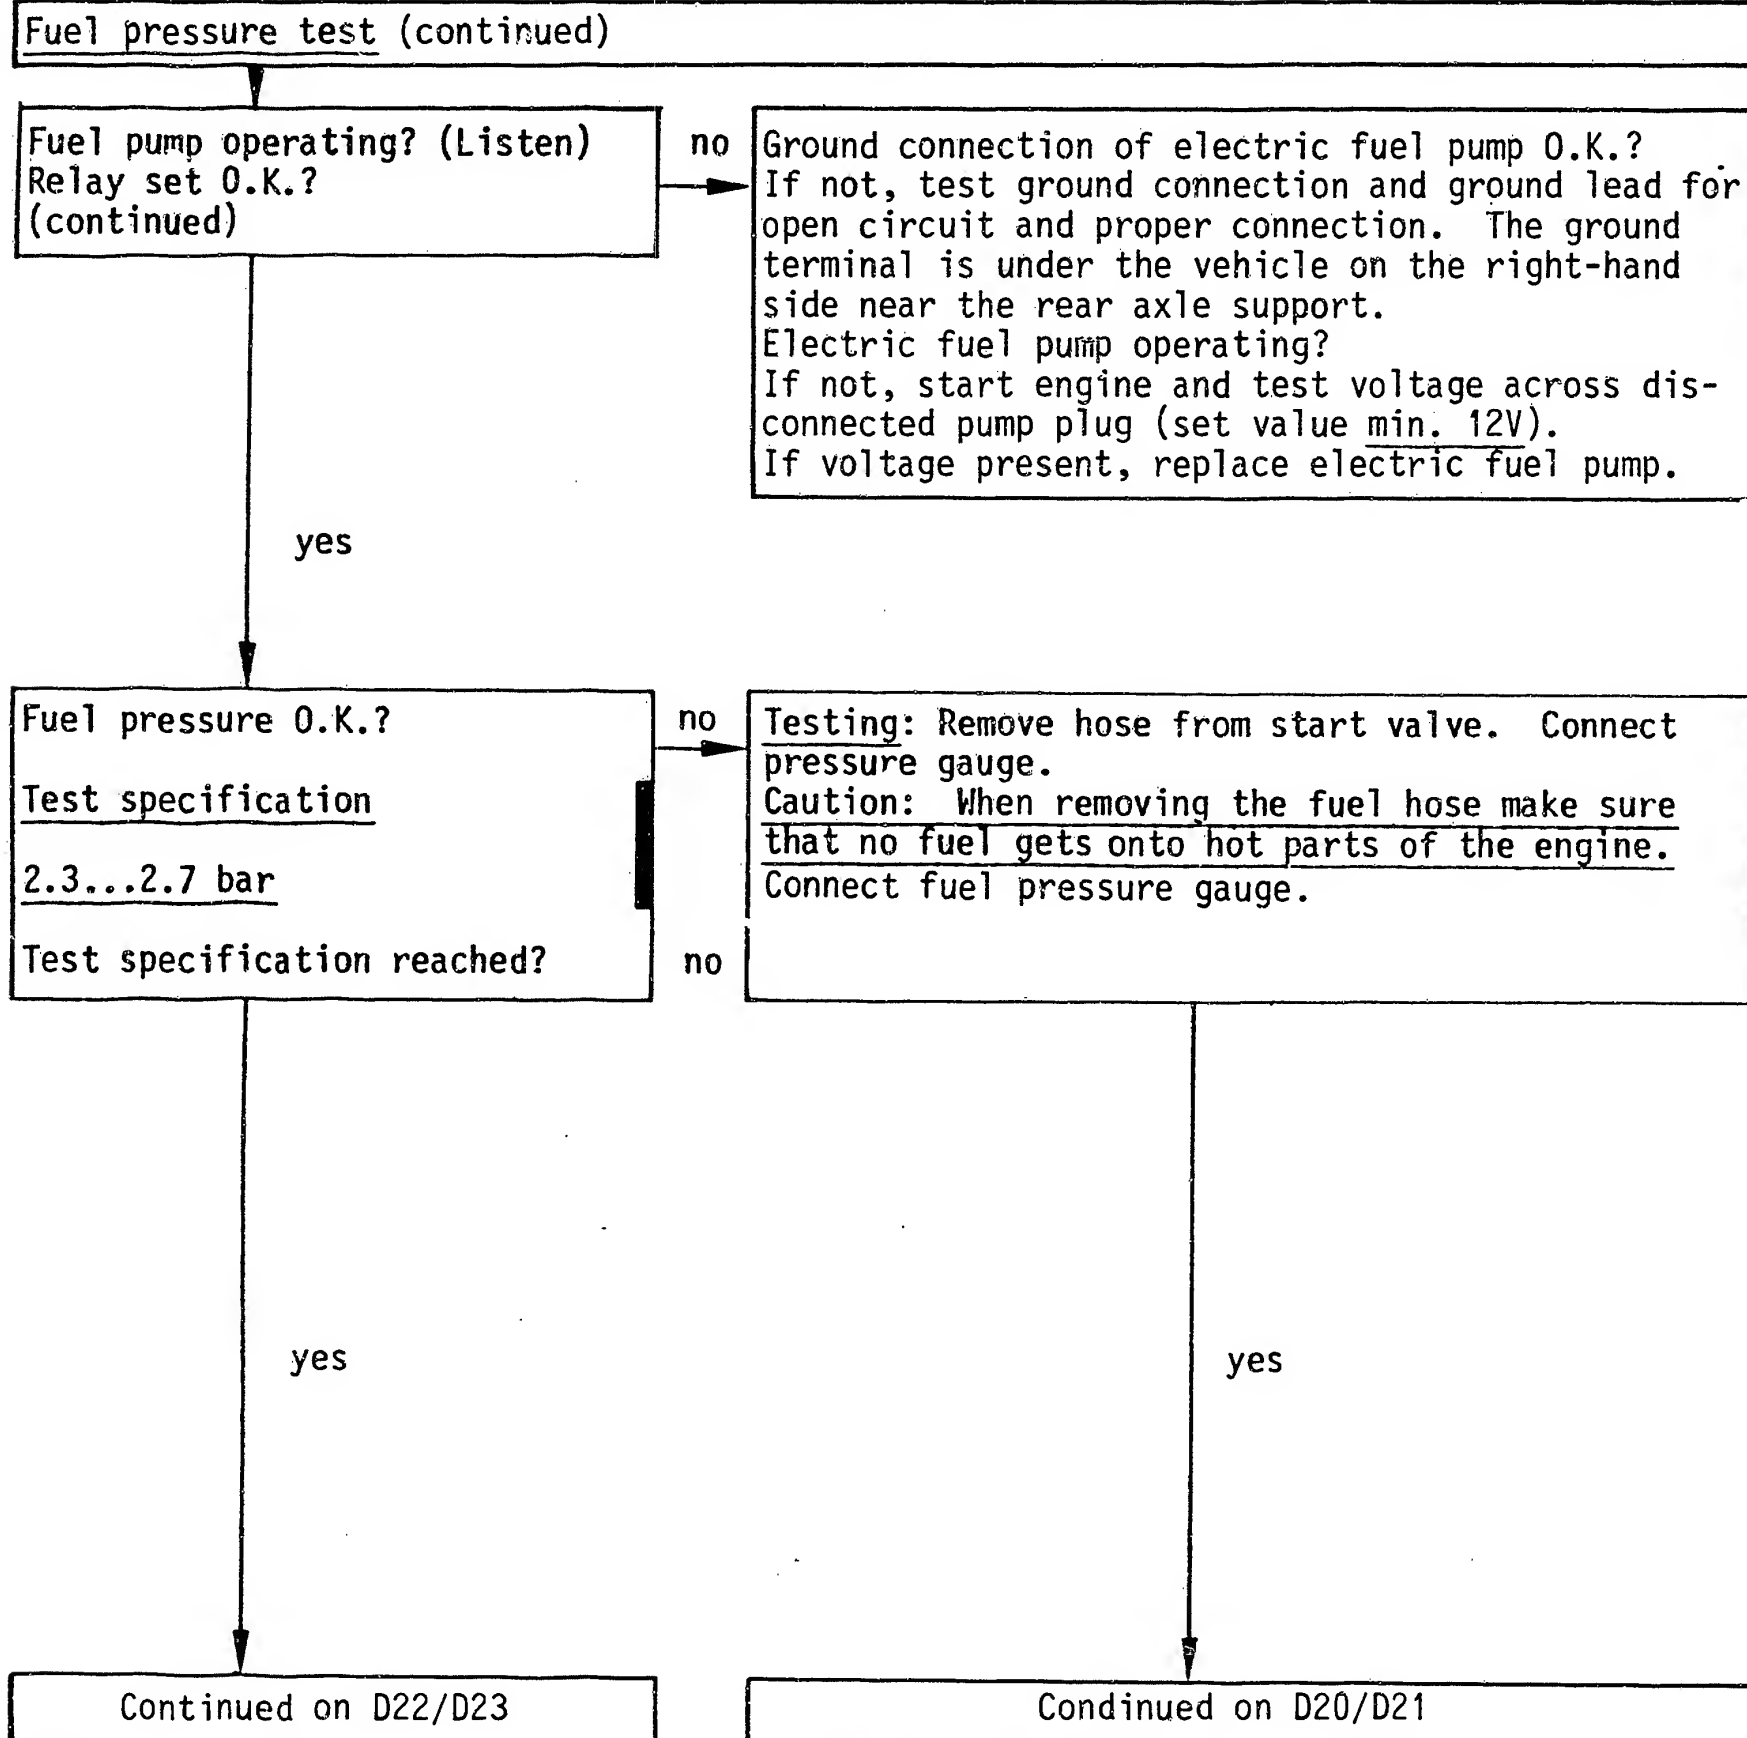 Fuel pressure test (continued)
Fuel pump operating? (Listen)
Relay set O.K.?
(continued)
no
Ground connection of electric fuel pump O.K.?
If not, test ground connection and ground lead for
open circuit and proper connection. The ground
terminal is under the vehicle on the right-hand
side near the rear axle support.
Electric fuel pump operating?
If not, start engine and test voltage across dis-
connected pump plug (set value min. 12V).
If voltage present, replace electric fuel pump.
yes
Fuel pressure O.K.?
Test specification
2.3...2.7 bar
Test specification reached?
no
no
Testing: Remove hose from start valve. Connect
pressure gauge.
Caution: When removing the fuel hose make sure
that no fuel gets onto hot parts of the engine.
Connect fuel pressure gauge.
yes
yes
Continued on D22/D23
Condinued on D20/D21